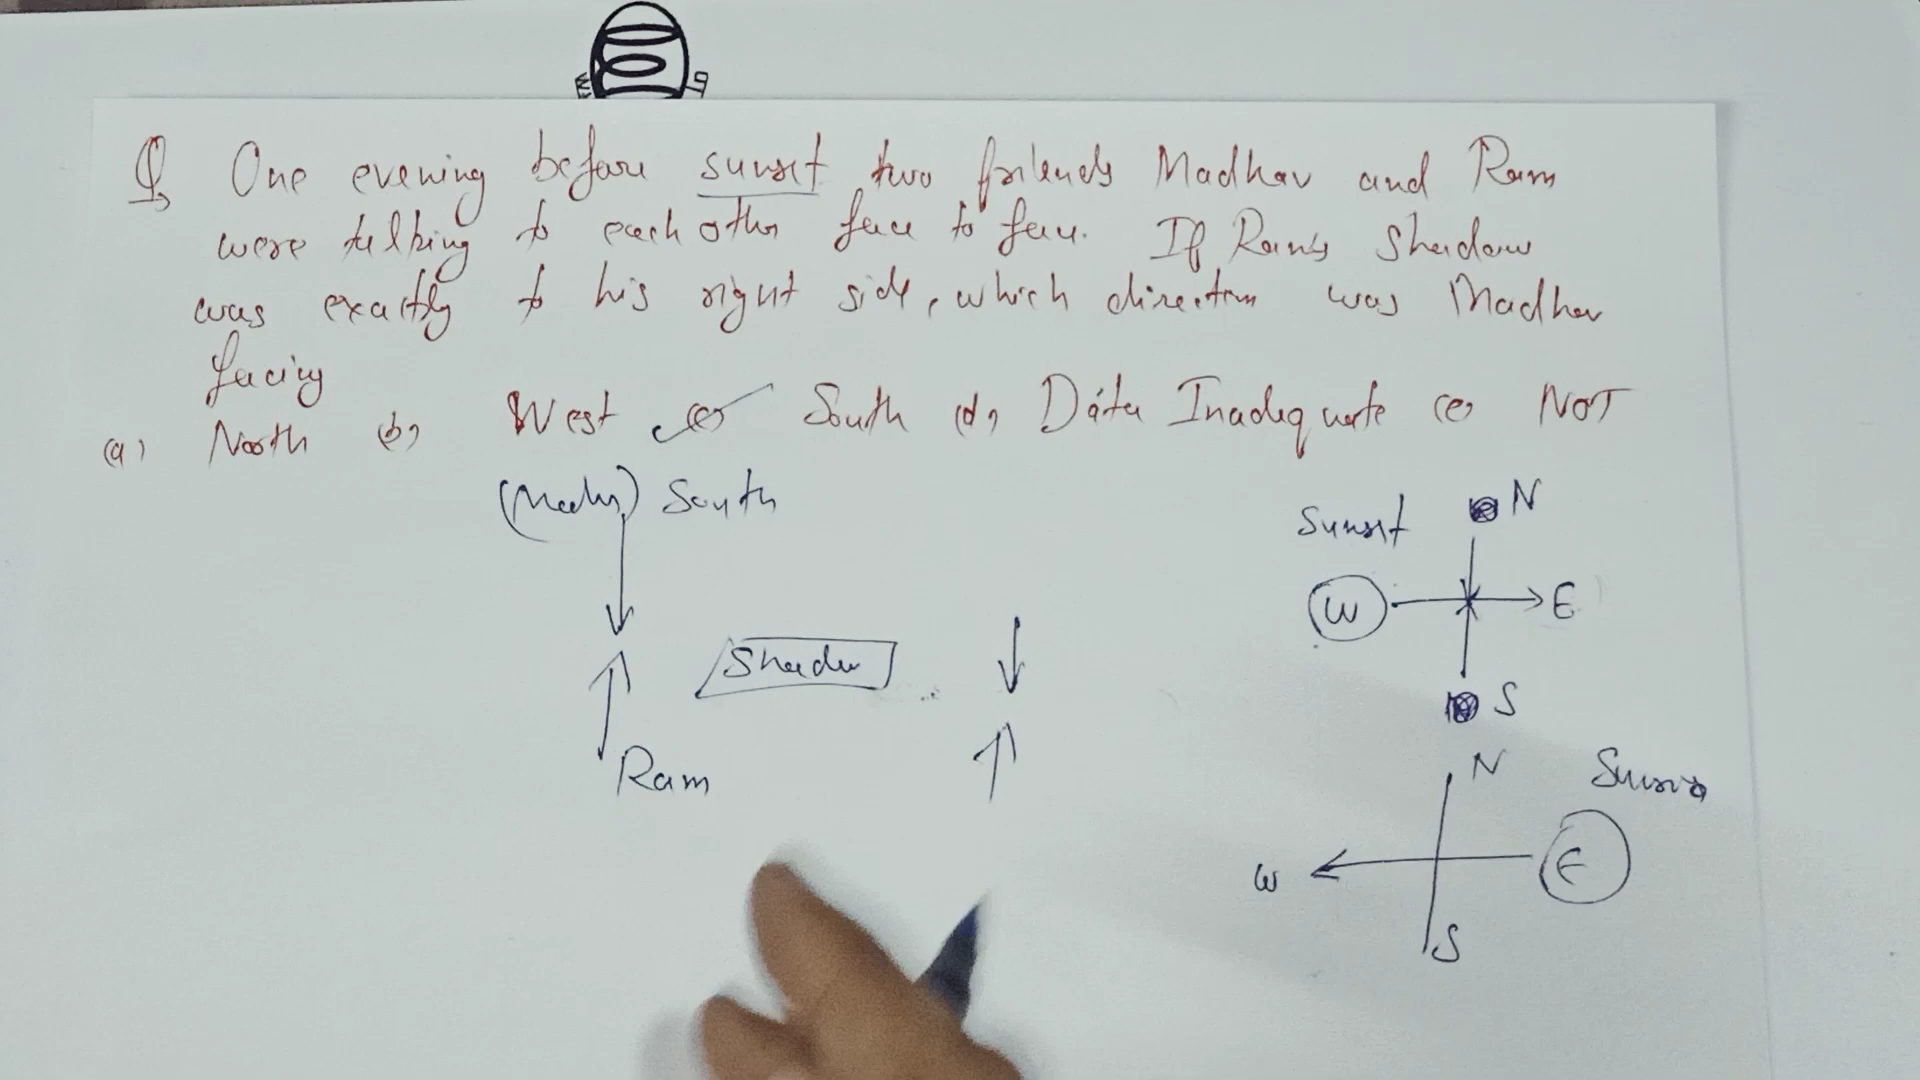 Q One evening before sunset two friends Madhav and Ram
were talking to each other face to face. If Ram's Shadow
was exactly to his right side, which direction was Madhav
facing
(a) North (b) West (c) South (d) Data Inadequate (e) NOT
South
Shadow
Ram
Sunset N
W E
S
N
W E
S